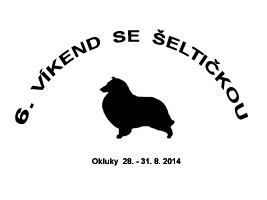 6. VÍKEND SE ŠELTIČKOU
Okluky 28. - 31. 8. 2014